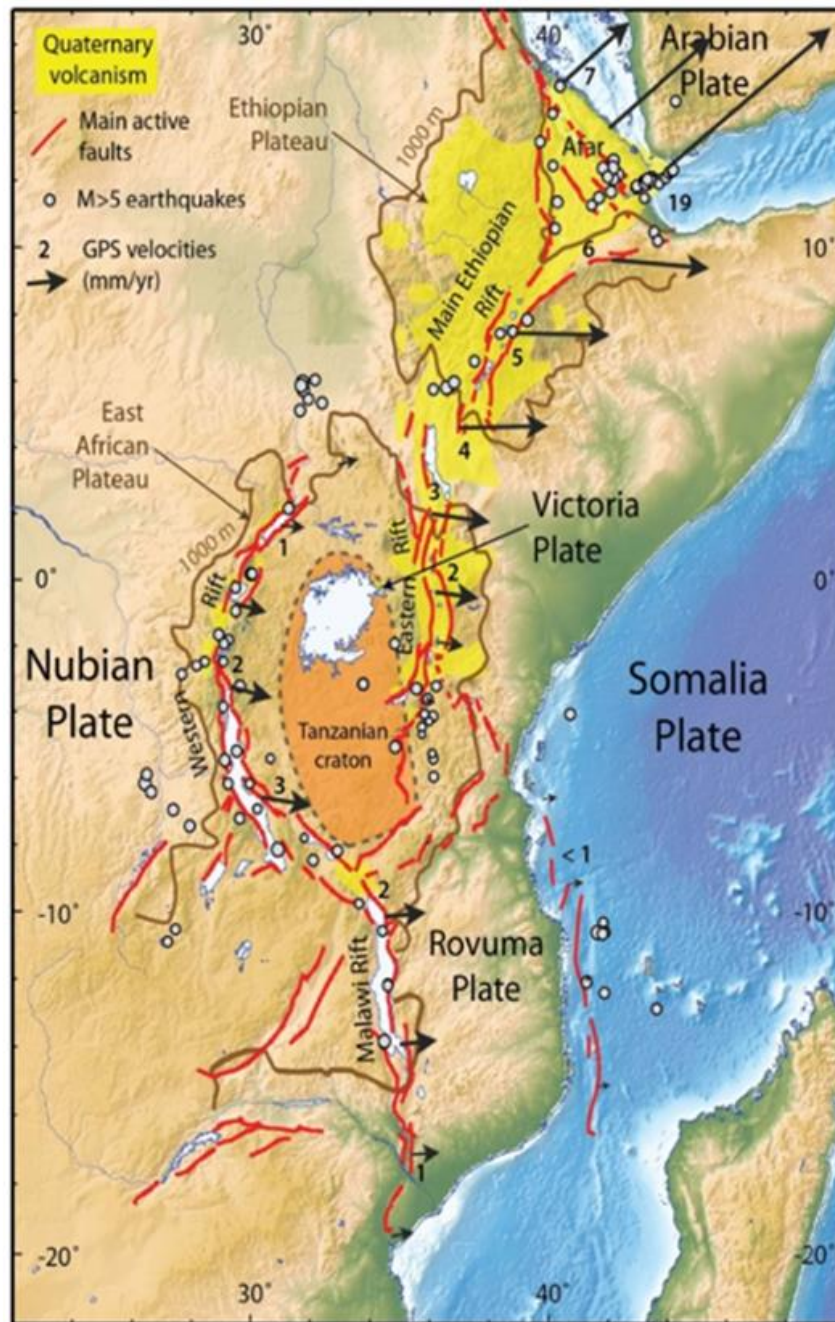 30˚
40˚
Quaternary
volcanism
Main active
faults
M>5 earthquakes
2 GPS velocities
(mm/yr)
Ethiopian
Plateau
1000 m
7
Arabian
Plate
Afar
19
6
10˚
10˚
Main Ethiopian
Rift
5
4
East
African
Plateau
1000 m
3
Victoria
Plate
1
Rift
Rift
Eastern
2
0˚
0˚
Nubian
Plate
Western
2
3
Tanzanian
craton
Somalia
Plate
< 1
2
-10˚
-10˚
Rovuma
Plate
Malawi Rift
1
-20˚
-20˚
30˚
40˚